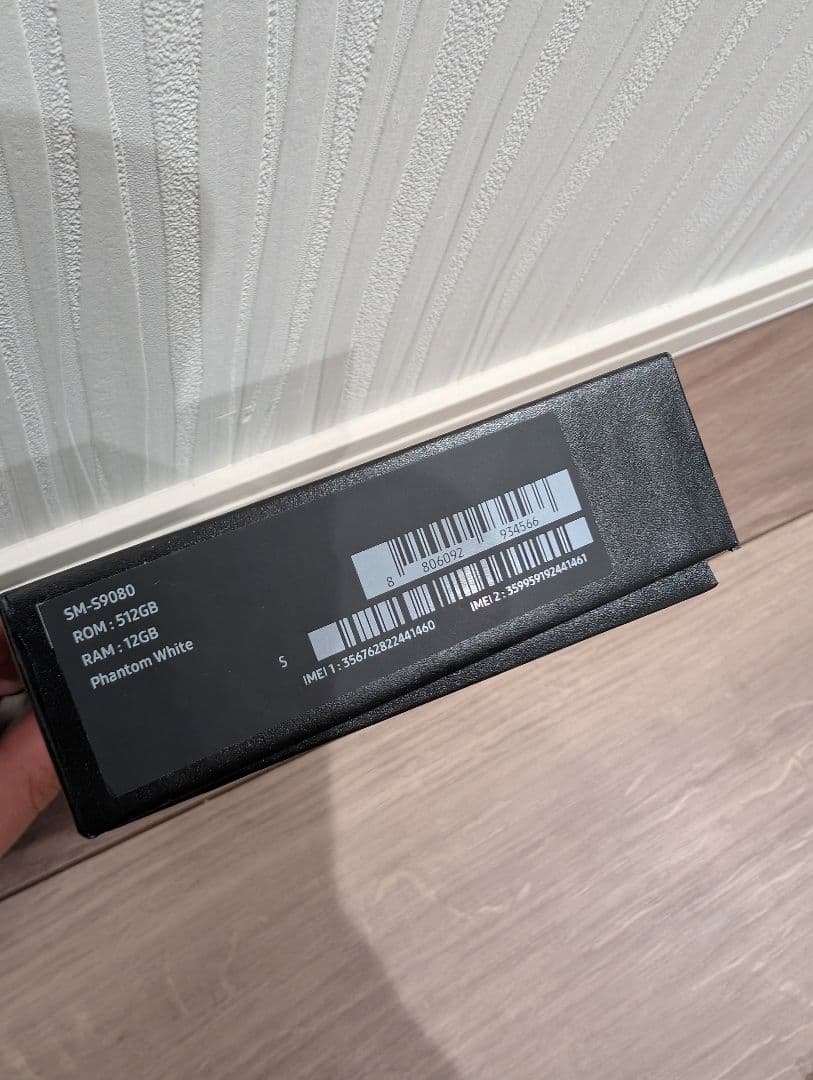 SM-S9080
ROM : 512GB
RAM : 12GB
Phantom White
8 806092 934566
S
IMEI 1 : 356762822441460
IMEI 2 : 359959192441461